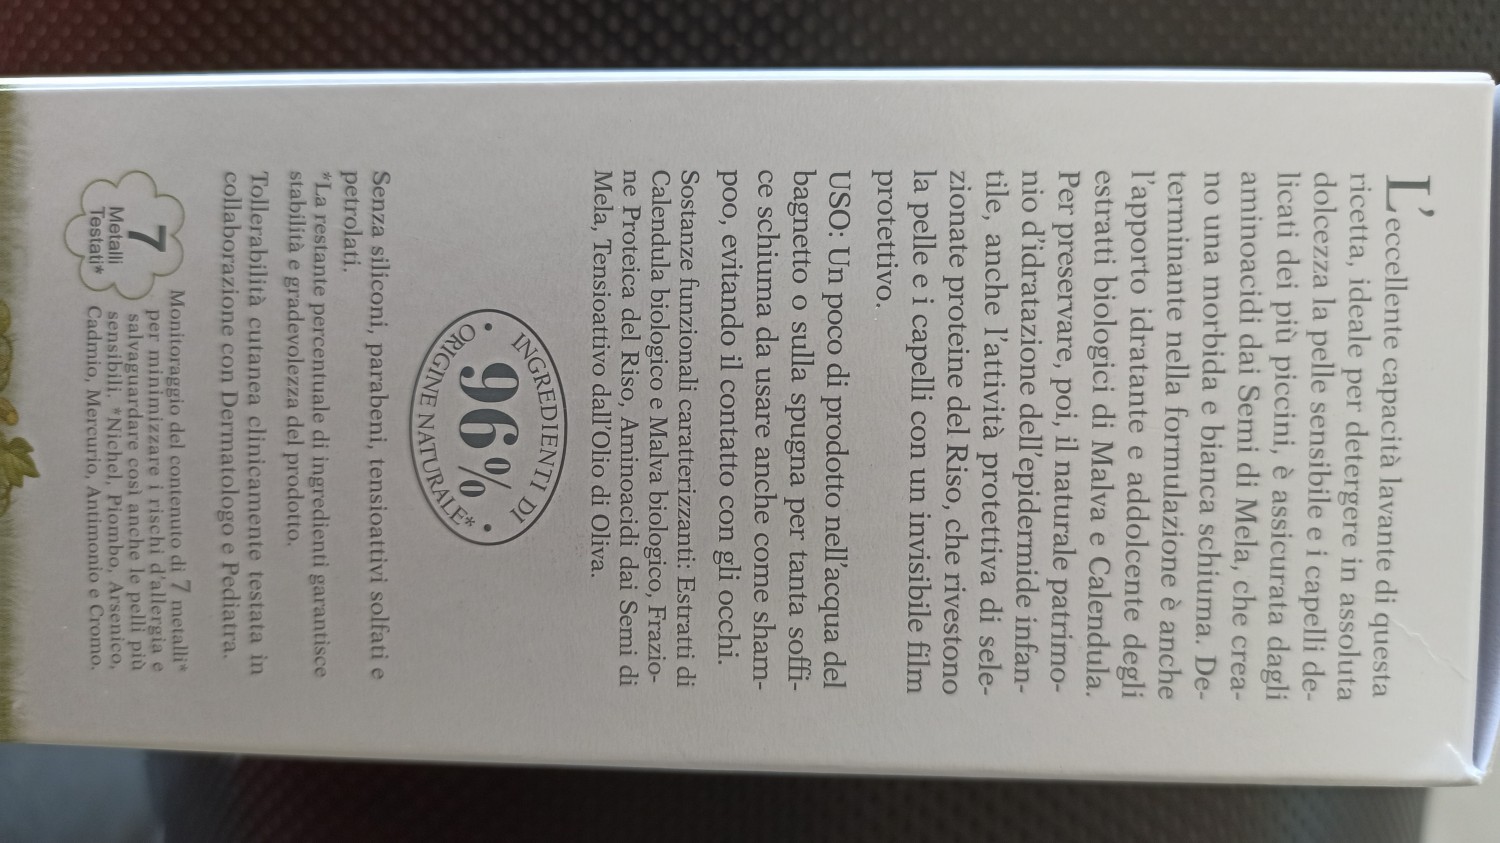 L'eccellente capacità lavante di questa
ricetta, ideale per detergere in assoluta
dolcezza la pelle sensibile e i capelli de-
licati dei più piccini, è assicurata dagli
aminoacidi dai Semi di Mela, che crea-
no una morbida e bianca schiuma. De-
terminante nella formulazione è anche
l'apporto idratante e addolcente degli
estratti biologici di Malva e Calendula.
Per preservare, poi, il naturale patrimo-
nio d'idratazione dell'epidermide infan-
tile, anche l'attività protettiva di sele-
zionate proteine del Riso, che rivestono
la pelle e i capelli con un invisibile film
protettivo.
USO: Un poco di prodotto nell'acqua del
bagnetto o sulla spugna per tanta soffi-
ce schiuma da usare anche come sham-
poo, evitando il contatto con gli occhi.
Sostanze funzionali caratterizzanti: Estratti di
Calendula biologico e Malva biologico, Frazio-
ne Proteica del Riso, Aminoacidi dai Semi di
Mela, Tensioattivo dall'Olio di Oliva.
INGREDIENTI DI
96%
ORIGINE NATURALE*
Senza siliconi, parabeni, tensioattivi solfati e
petrolati.
*La restante percentuale di ingredienti garantisce
stabilità e gradevolezza del prodotto.
Tollerabilità cutanea clinicamente testata in
collaborazione con Dermatologo e Pediatra.
7
Metalli
Testati*
Monitoraggio del contenuto di 7 metalli*
per minimizzare i rischi d'allergia e
salvaguardare così anche le pelli più
sensibili. *Nichel, Piombo, Arsenico,
Cadmio, Mercurio, Antimonio e Cromo.